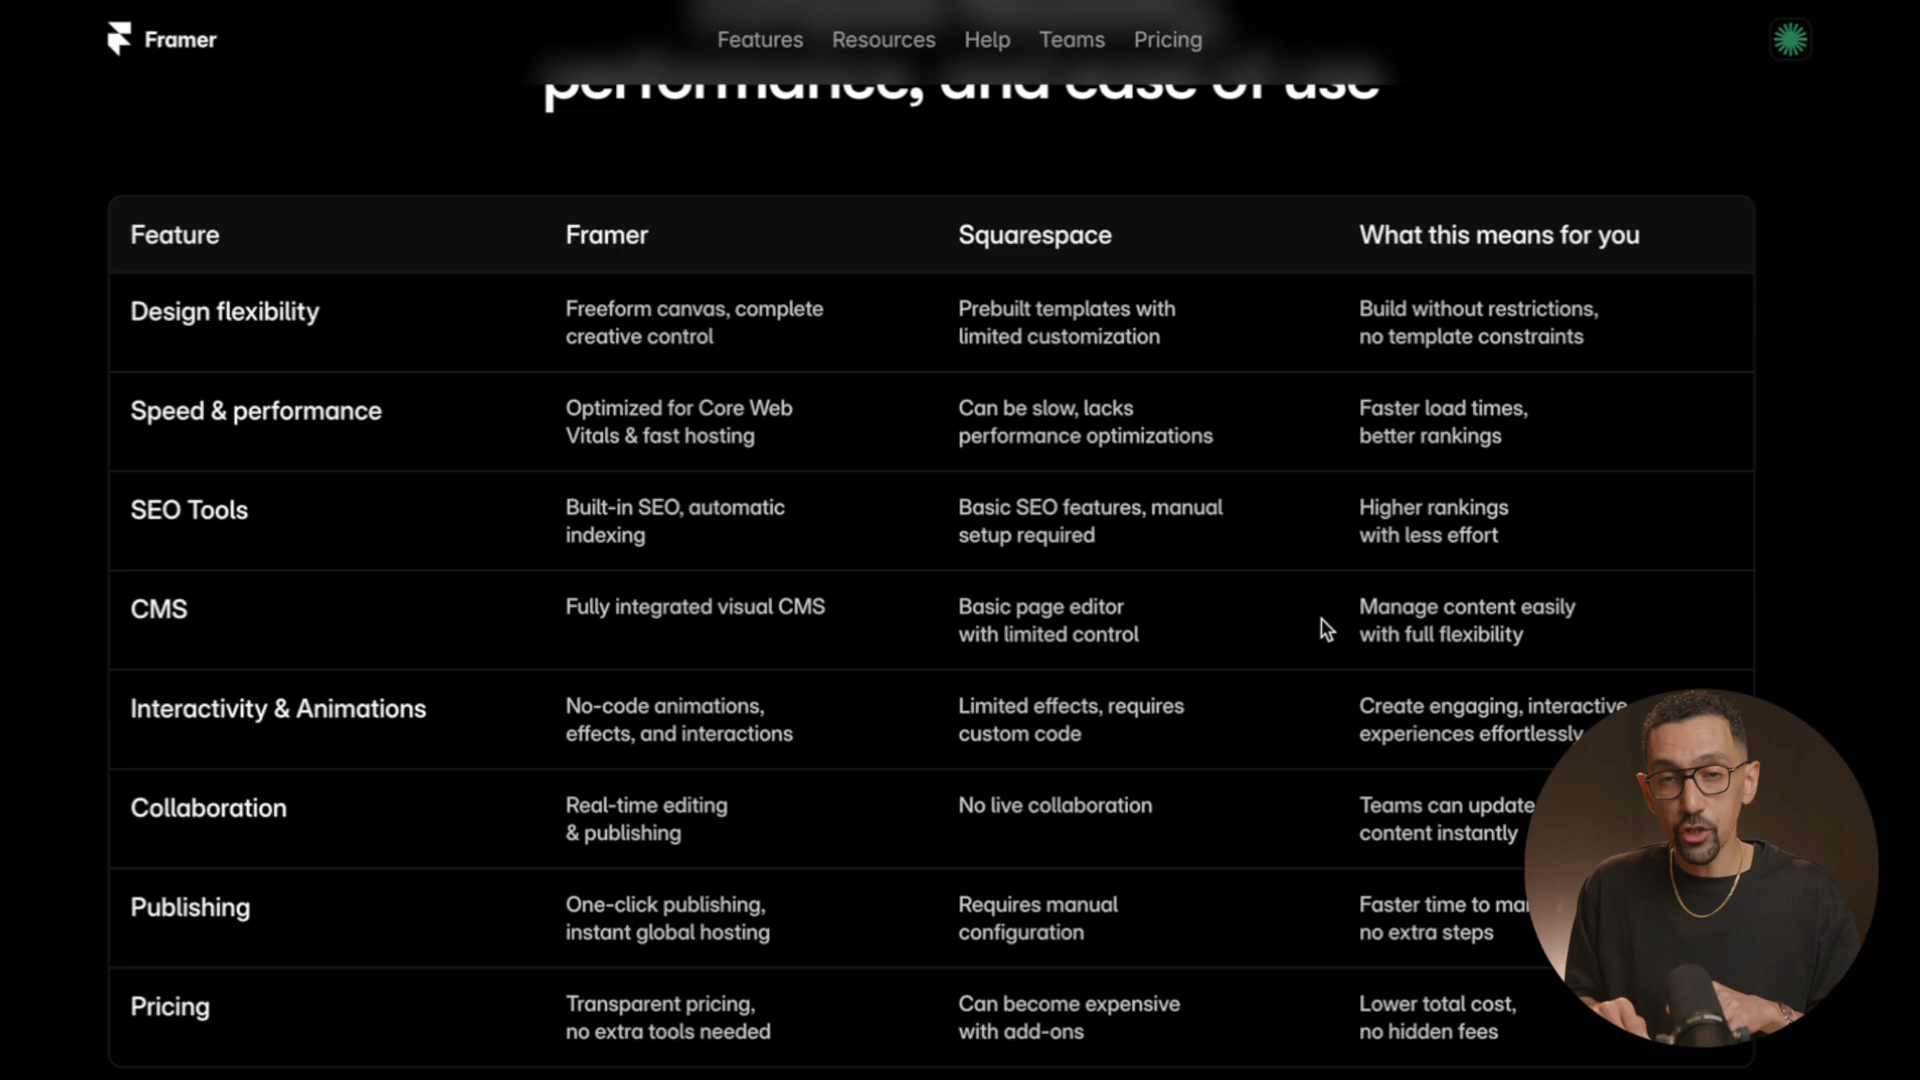 Framer
Features Resources Help Teams Pricing
performance, and ease of use
Feature Framer Squarespace What this means for you
Design flexibility
Freeform canvas, complete
creative control
Prebuilt templates with
limited customization
Build without restrictions,
no template constraints
Speed & performance
Optimized for Core Web
Vitals & fast hosting
Can be slow, lacks
performance optimizations
Faster load times,
better rankings
SEO Tools
Built-in SEO, automatic
indexing
Basic SEO features, manual
setup required
Higher rankings
with less effort
CMS
Fully integrated visual CMS
Basic page editor
with limited control
Manage content easily
with full flexibility
Interactivity & Animations
No-code animations,
effects, and interactions
Limited effects, requires
custom code
Create engaging, interactive
experiences effortlessly
Collaboration
Real-time editing
& publishing
No live collaboration
Teams can update
content instantly
Publishing
One-click publishing,
instant global hosting
Requires manual
configuration
Faster time to
no extra steps
Pricing
Transparent pricing,
no extra tools needed
Can become expensive
with add-ons
Lower total cost,
no hidden fees